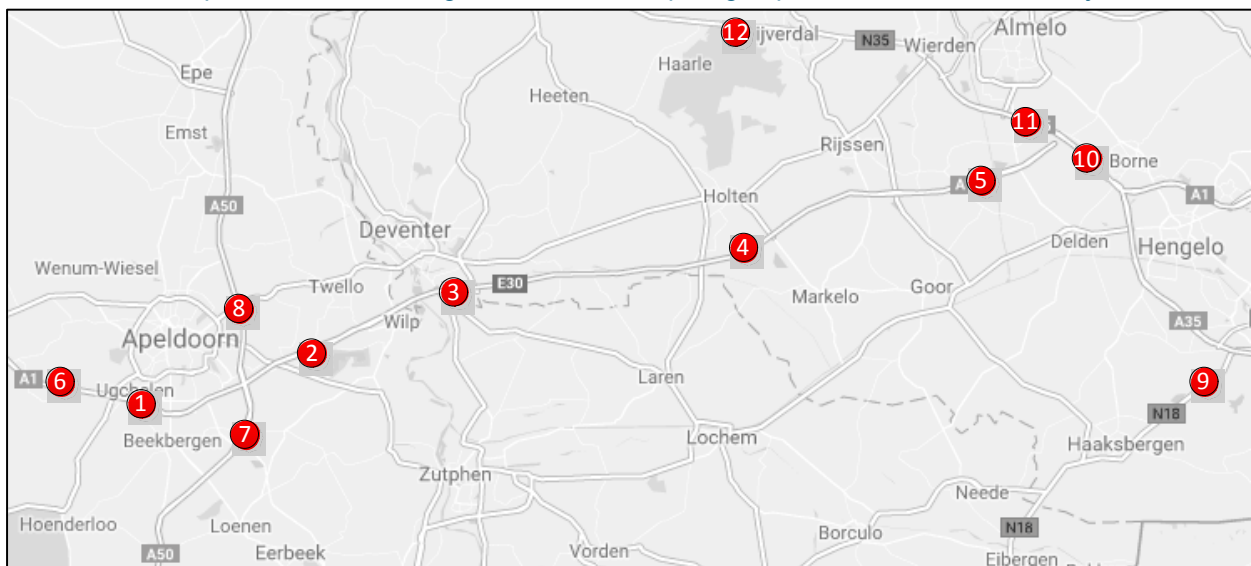 12
ijverdal
N35
Almelo
Wierden
Haarle
Epe
Heeten
Emst
11
Rijssen
10
Borne
5
A
Holten
A1
A50
Deventer
Delden
Hengelo
4
Wenum-Wiesel
E30
3
Twello
Goor
Markelo
8
Wilp
A35
Apeldoorn
2
A1
6
Laren
9
Ugchelen
1
N18
Beekbergen
7
Lochem
Haaksbergen
Zutphen
Neede
Hoenderloo
Loenen
N18
Borculo
A50
Eerbeek
Vorden
Eibergen